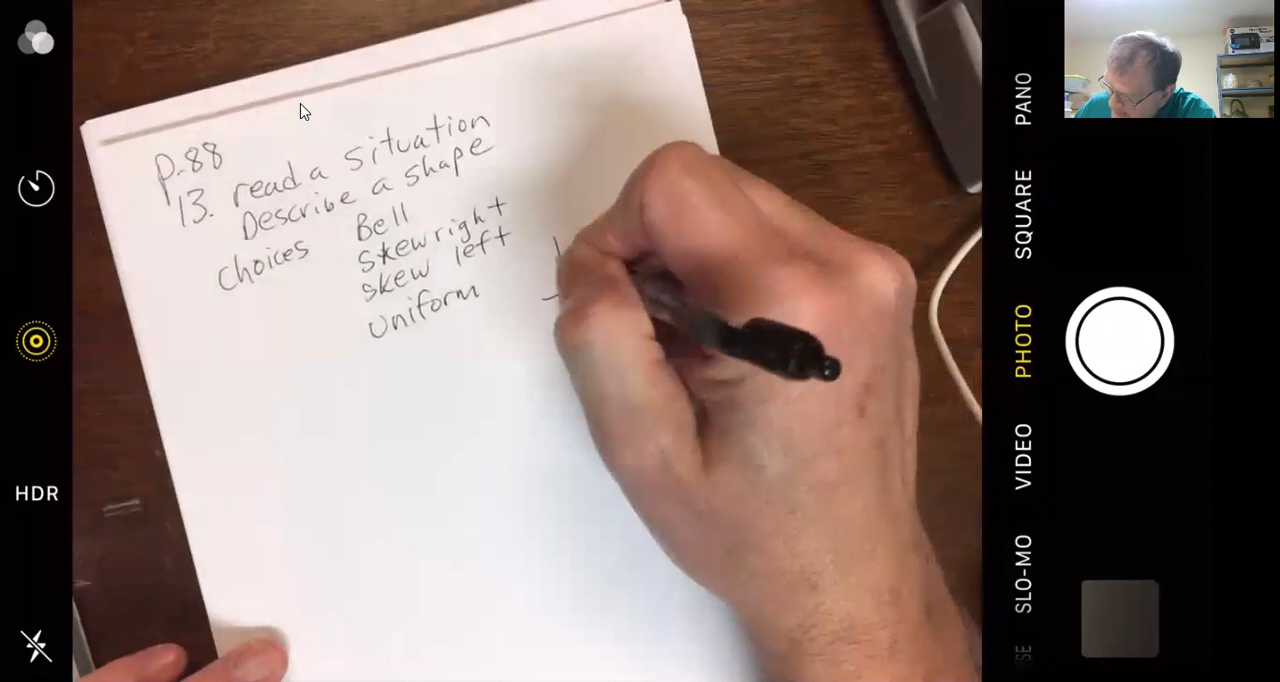 p.88
13. read a situation
Describe a shape
choices Bell
skew right
skew left
uniform
HDR
PANO
SQUARE
PHOTO
VIDEO
SLO-MO
SE